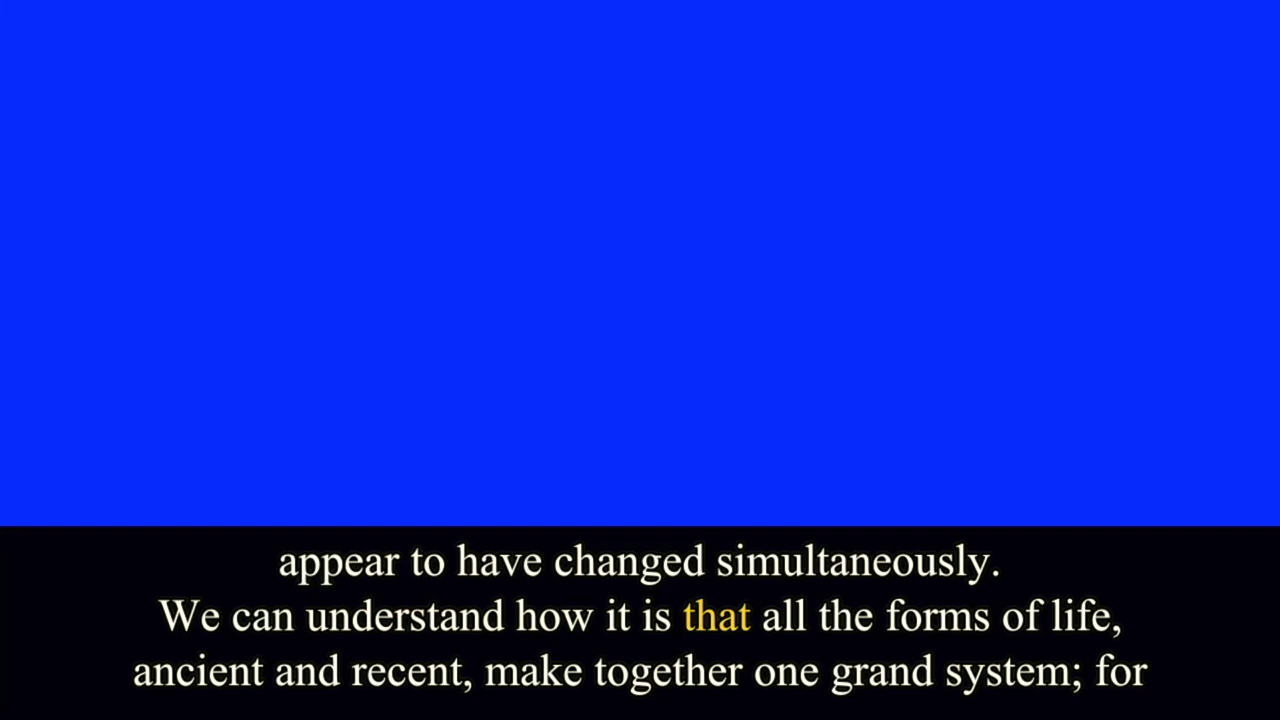 appear to have changed simultaneously.
We can understand how it is that all the forms of life,
ancient and recent, make together one grand system; for